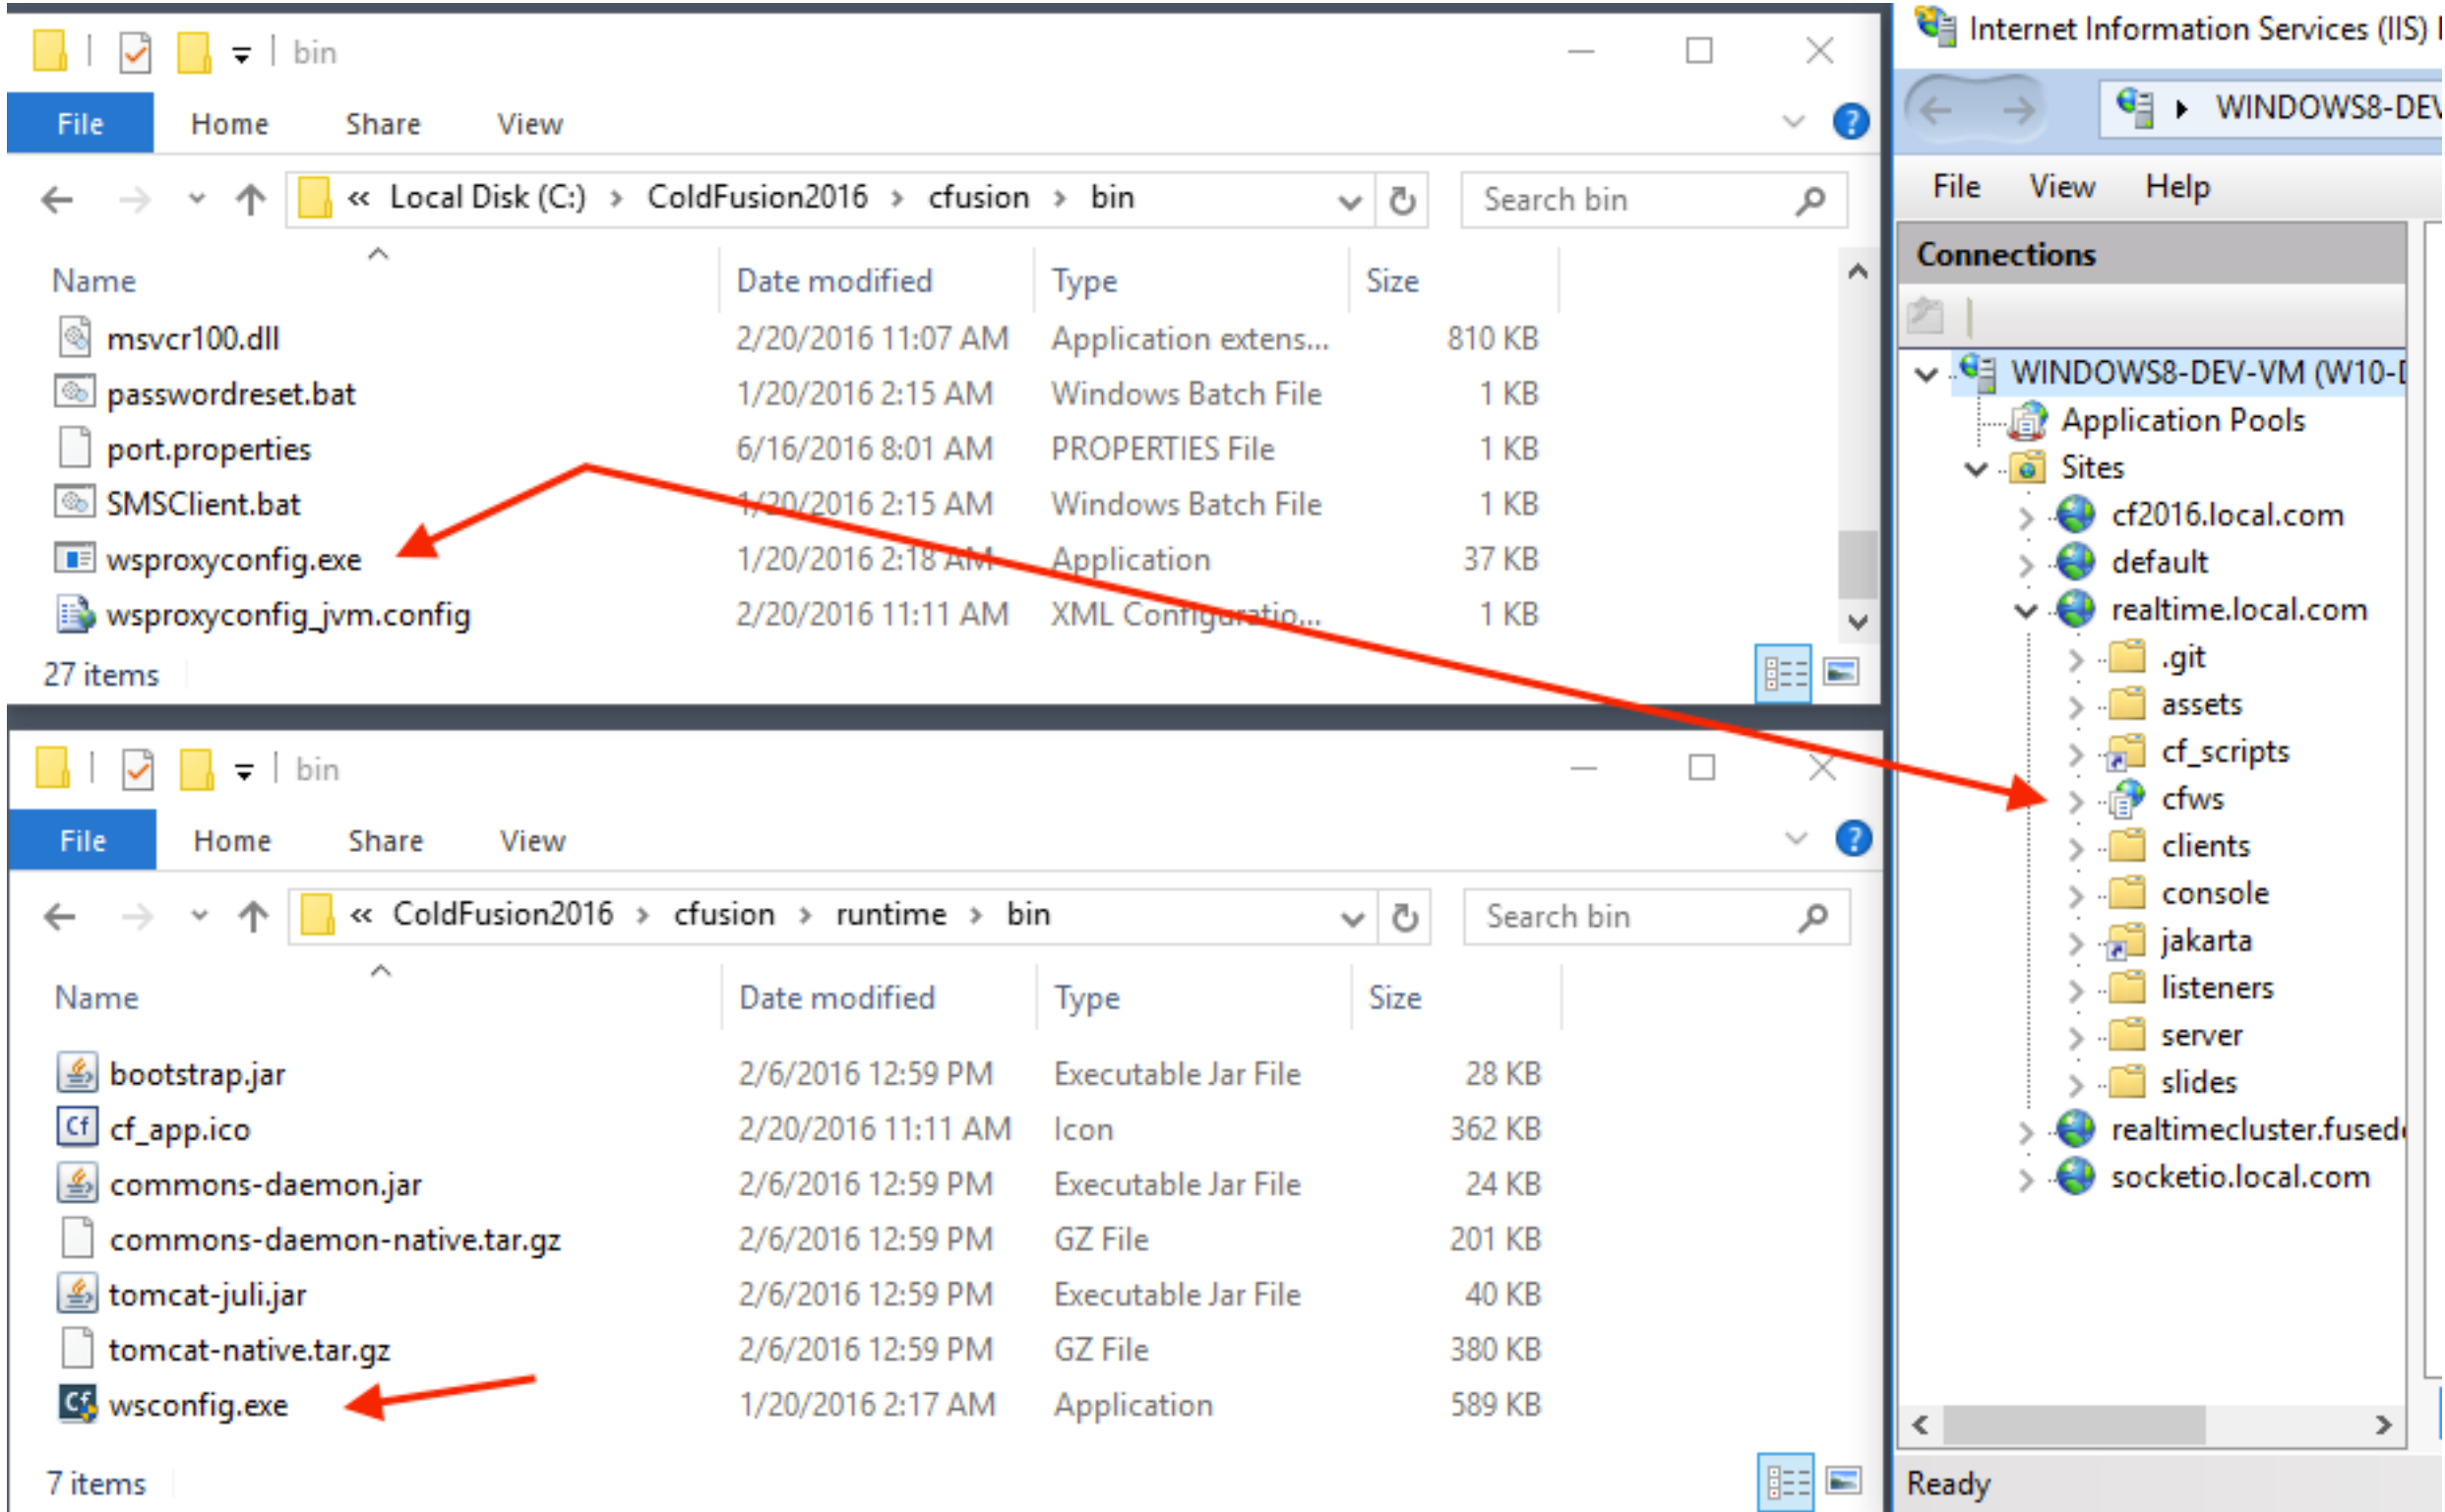 bin
File Home Share View
« Local Disk (C:) > ColdFusion2016 > cfusion > bin
Search bin
Name Date modified Type Size
msvcr100.dll 2/20/2016 11:07 AM Application extens... 810 KB
passwordreset.bat 1/20/2016 2:15 AM Windows Batch File 1 KB
port.properties 6/16/2016 8:01 AM PROPERTIES File 1 KB
SMSClient.bat 1/20/2016 2:15 AM Windows Batch File 1 KB
wsproxyconfig.exe 1/20/2016 2:18 AM Application 37 KB
wsproxyconfig_jvm.config 2/20/2016 11:11 AM XML Configuratio... 1 KB
27 items
bin
File Home Share View
« ColdFusion2016 > cfusion > runtime > bin
Search bin
Name Date modified Type Size
bootstrap.jar 2/6/2016 12:59 PM Executable Jar File 28 KB
cf_app.ico 2/20/2016 11:11 AM Icon 362 KB
commons-daemon.jar 2/6/2016 12:59 PM Executable Jar File 24 KB
commons-daemon-native.tar.gz 2/6/2016 12:59 PM GZ File 201 KB
tomcat-juli.jar 2/6/2016 12:59 PM Executable Jar File 40 KB
tomcat-native.tar.gz 2/6/2016 12:59 PM GZ File 380 KB
wsconfig.exe 1/20/2016 2:17 AM Application 589 KB
7 items
Internet Information Services (IIS)
WINDOWS8-DEV
File View Help
Connections
WINDOWS8-DEV-VM (W10-
Application Pools
Sites
cf2016.local.com
default
realtime.local.com
.git
assets
cf_scripts
cfws
clients
console
jakarta
listeners
server
slides
realtimecluster.fused
socketio.local.com
Ready